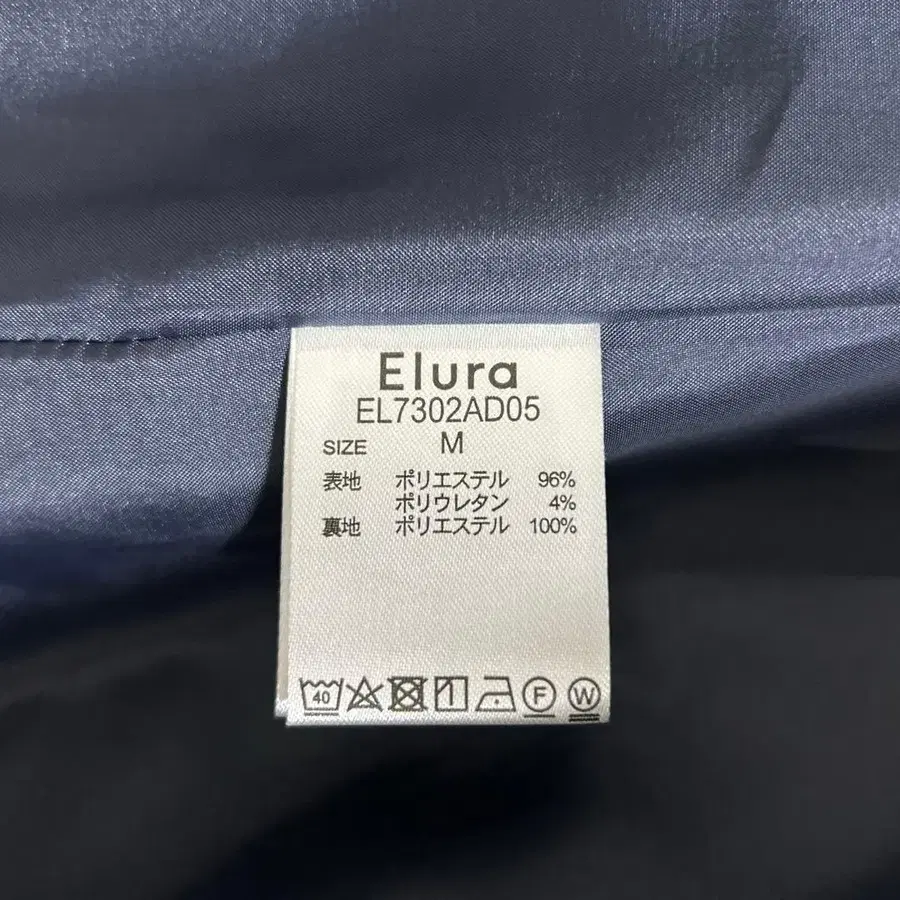 Elura
EL7302AD05
SIZE M
表地 ポリエステル 96%
ポリウレタン 4%
裏地 ポリエステル 100%
40 F W